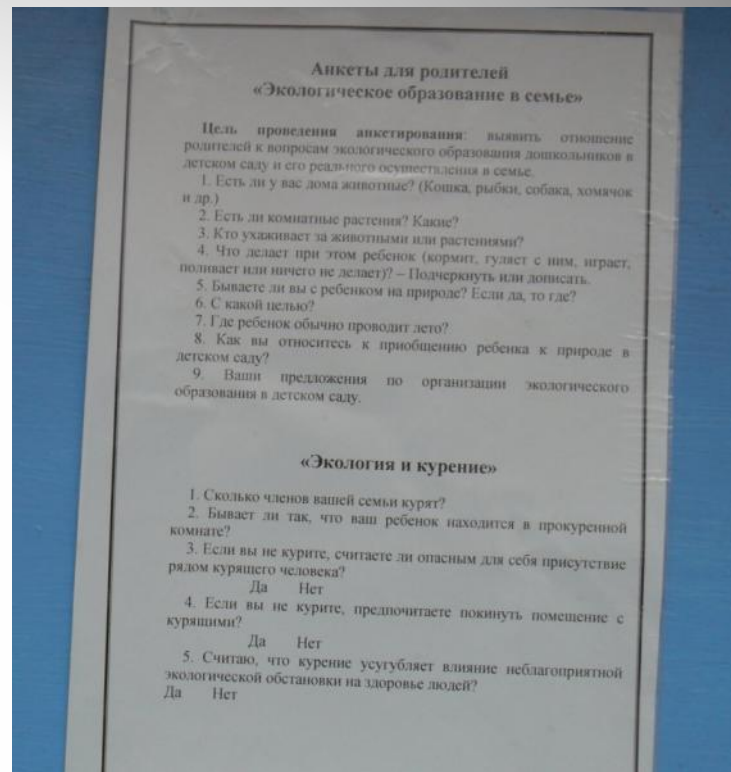 Анкеты для родителей
«Экологическое образование в семье»
Цель проведения анкетирования: выявить отношение
родителей к вопросам экологического образования дошкольников в
детском саду и его реального осуществления в семье.
1. Есть ли у вас дома животные? (Кошка, рыбки, собака, хомячок
и др.)
2. Есть ли комнатные растения? Какие?
3. Кто ухаживает за животными или растениями?
4. Что делает при этом ребенок (кормит, гуляет с ним, играет,
поливает или ничего не делает)? – Подчеркнуть или дописать.
5. Бываете ли вы с ребенком на природе? Если да, то где?
6. С какой целью?
7. Где ребенок обычно проводит лето?
8. Как вы относитесь к приобщению ребенка к природе в
детском саду?
9. Ваши предложения по организации экологического
образования в детском саду.
«Экология и курение»
1. Сколько членов вашей семьи курят?
2. Бывает ли так, что ваш ребенок находится в прокуренной
комнате?
3. Если вы не курите, считаете ли опасным для себя присутствие
рядом курящего человека?
Да Нет
4. Если вы не курите, предпочитаете покинуть помещение с
курящими?
Да Нет
5. Считаю, что курение усугубляет влияние неблагоприятной
экологической обстановки на здоровье людей?
Да Нет